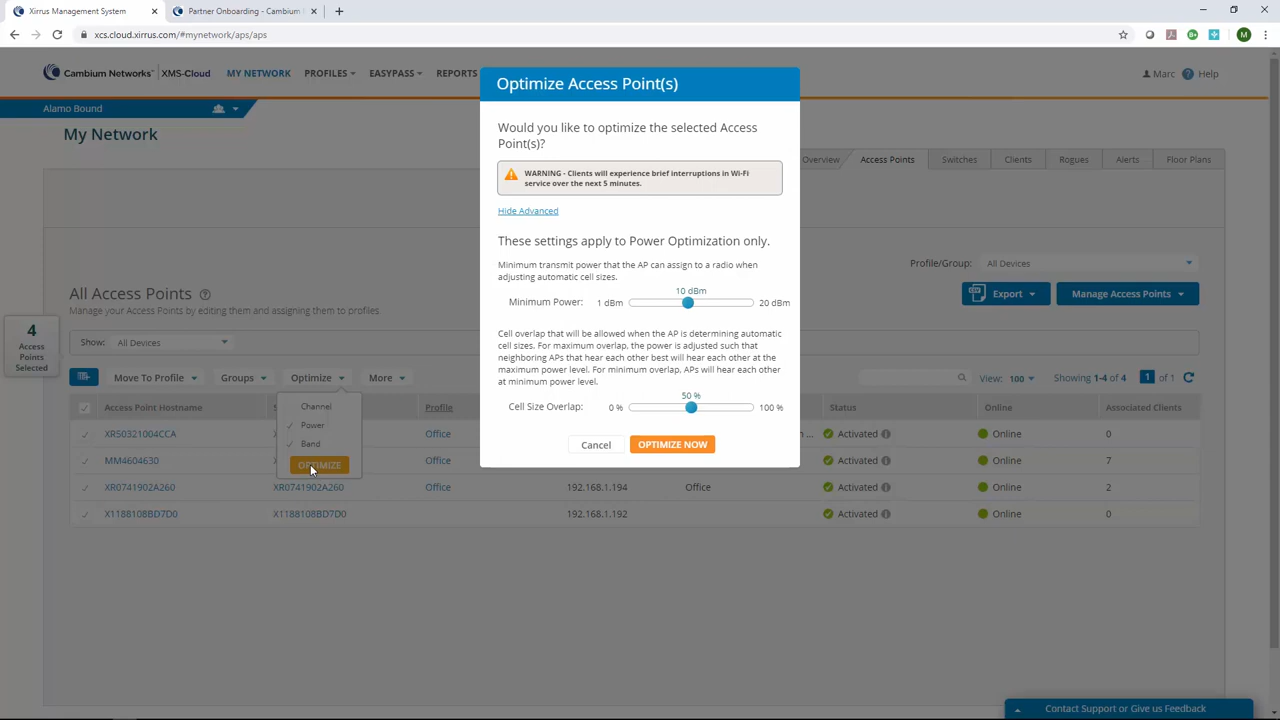 Xirrus Management System
Partner Onboarding - Cambium
xcs.cloud.xirrus.com/#mynetwork/aps/aps
M
Cambium Networks XMS-Cloud
MY NETWORK
PROFILES
EASYPASS
REPORTS
Marc
Help
Alamo Bound
My Network
Overview
Access Points
Switches
Clients
Rogues
Alerts
Floor Plans
Optimize Access Point(s)
Would you like to optimize the selected Access
Point(s)?
WARNING - Clients will experience brief interruptions in Wi-Fi
service over the next 5 minutes.
Hide Advanced
These settings apply to Power Optimization only.
Minimum transmit power that the AP can assign to a radio when
adjusting automatic cell sizes.
10 dBm
Minimum Power: 1 dBm 20 dBm
Cell overlap that will be allowed when the AP is determining automatic
cell sizes. For maximum overlap, the power is adjusted such that
neighboring APs that hear each other best will hear each other at the
maximum power level. For minimum overlap, APs will hear each other
at minimum power level.
50 %
Cell Size Overlap: 0 % 100 %
Cancel OPTIMIZE NOW
Profile/Group: All Devices
All Access Points
Manage your Access Points by editing them and assigning them to profiles
CSV Export
Manage Access Points
4
Access
Points
Selected
Show: All Devices
Move To Profile
Groups
Optimize
More
View: 100
Showing 1-4 of 4
1 of 1
Channel
Power
Band
OPTIMIZE
Access Point Hostname
Profile
Status
Online
Associated Clients
XR50321004CCA Office ... Activated Online 0
MM4604630 Office Activated Online 7
XR0741902A260 XR0741902A260 Office 192.168.1.194 Office Activated Online 2
X1188108BD7D0 X1188108BD7D0 192.168.1.192 Activated Online 0
Contact Support or Give us Feedback